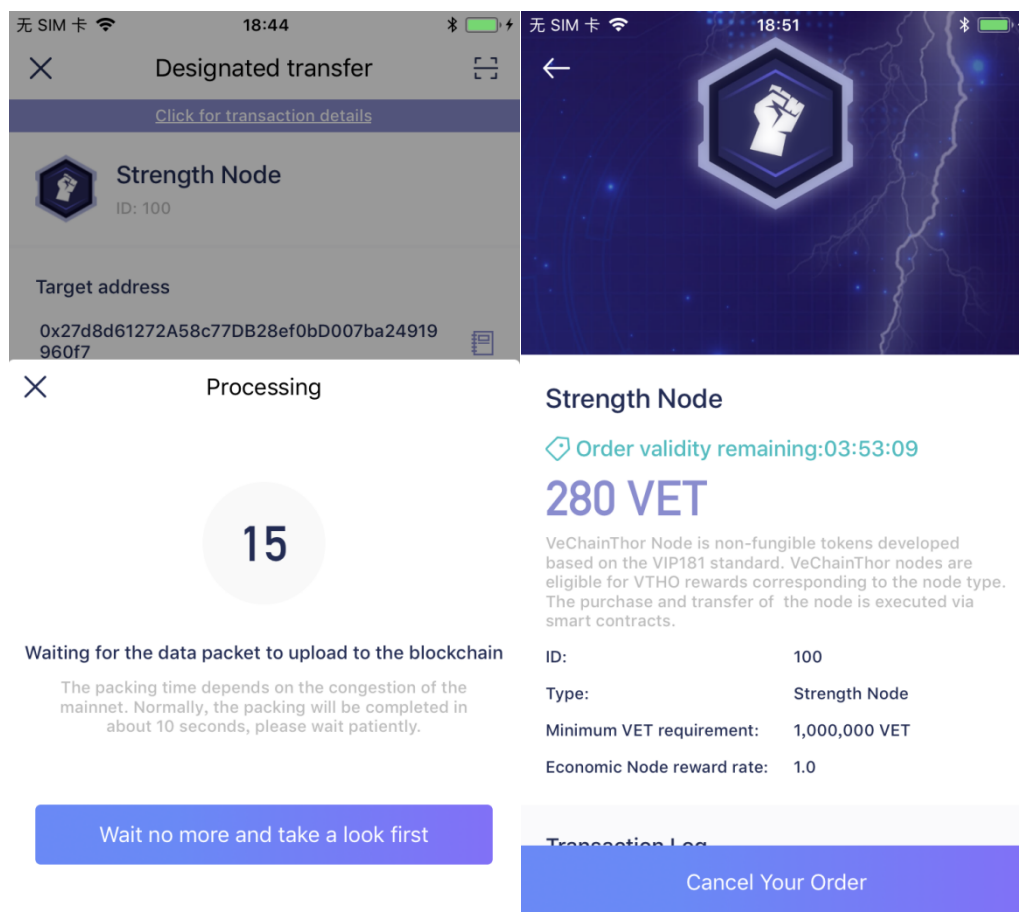 无 SIM 卡
18:44
Designated transfer
Click for transaction details
Strength Node
ID: 100
Target address
0x27d8d61272A58c77DB28ef0bD007ba24919
960f7
Processing
15
Waiting for the data packet to upload to the blockchain
The packing time depends on the congestion of the
mainnet. Normally, the packing will be completed in
about 10 seconds, please wait patiently.
Wait no more and take a look first
无 SIM 卡
18:51
Strength Node
Order validity remaining:03:53:09
280 VET
VeChainThor Node is non-fungible tokens developed
based on the VIP181 standard. VeChainThor nodes are
eligible for VTHO rewards corresponding to the node type.
The purchase and transfer of the node is executed via
smart contracts.
ID: 100
Type: Strength Node
Minimum VET requirement: 1,000,000 VET
Economic Node reward rate: 1.0
Transaction Log
Cancel Your Order